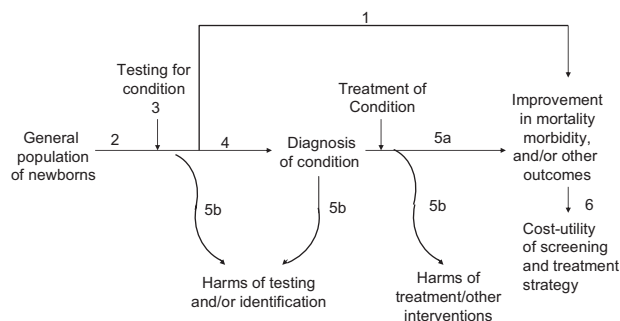 1
Testing for
condition
3
Treatment of
Condition
General
population
of newborns
2
4
Diagnosis
of condition
5a
Improvement
in mortality
morbidity,
and/or other
outcomes
5b
5b
5b
6
Cost-utility
of screening
and treatment
strategy
Harms of testing
and/or identification
Harms of
treatment/other
interventions